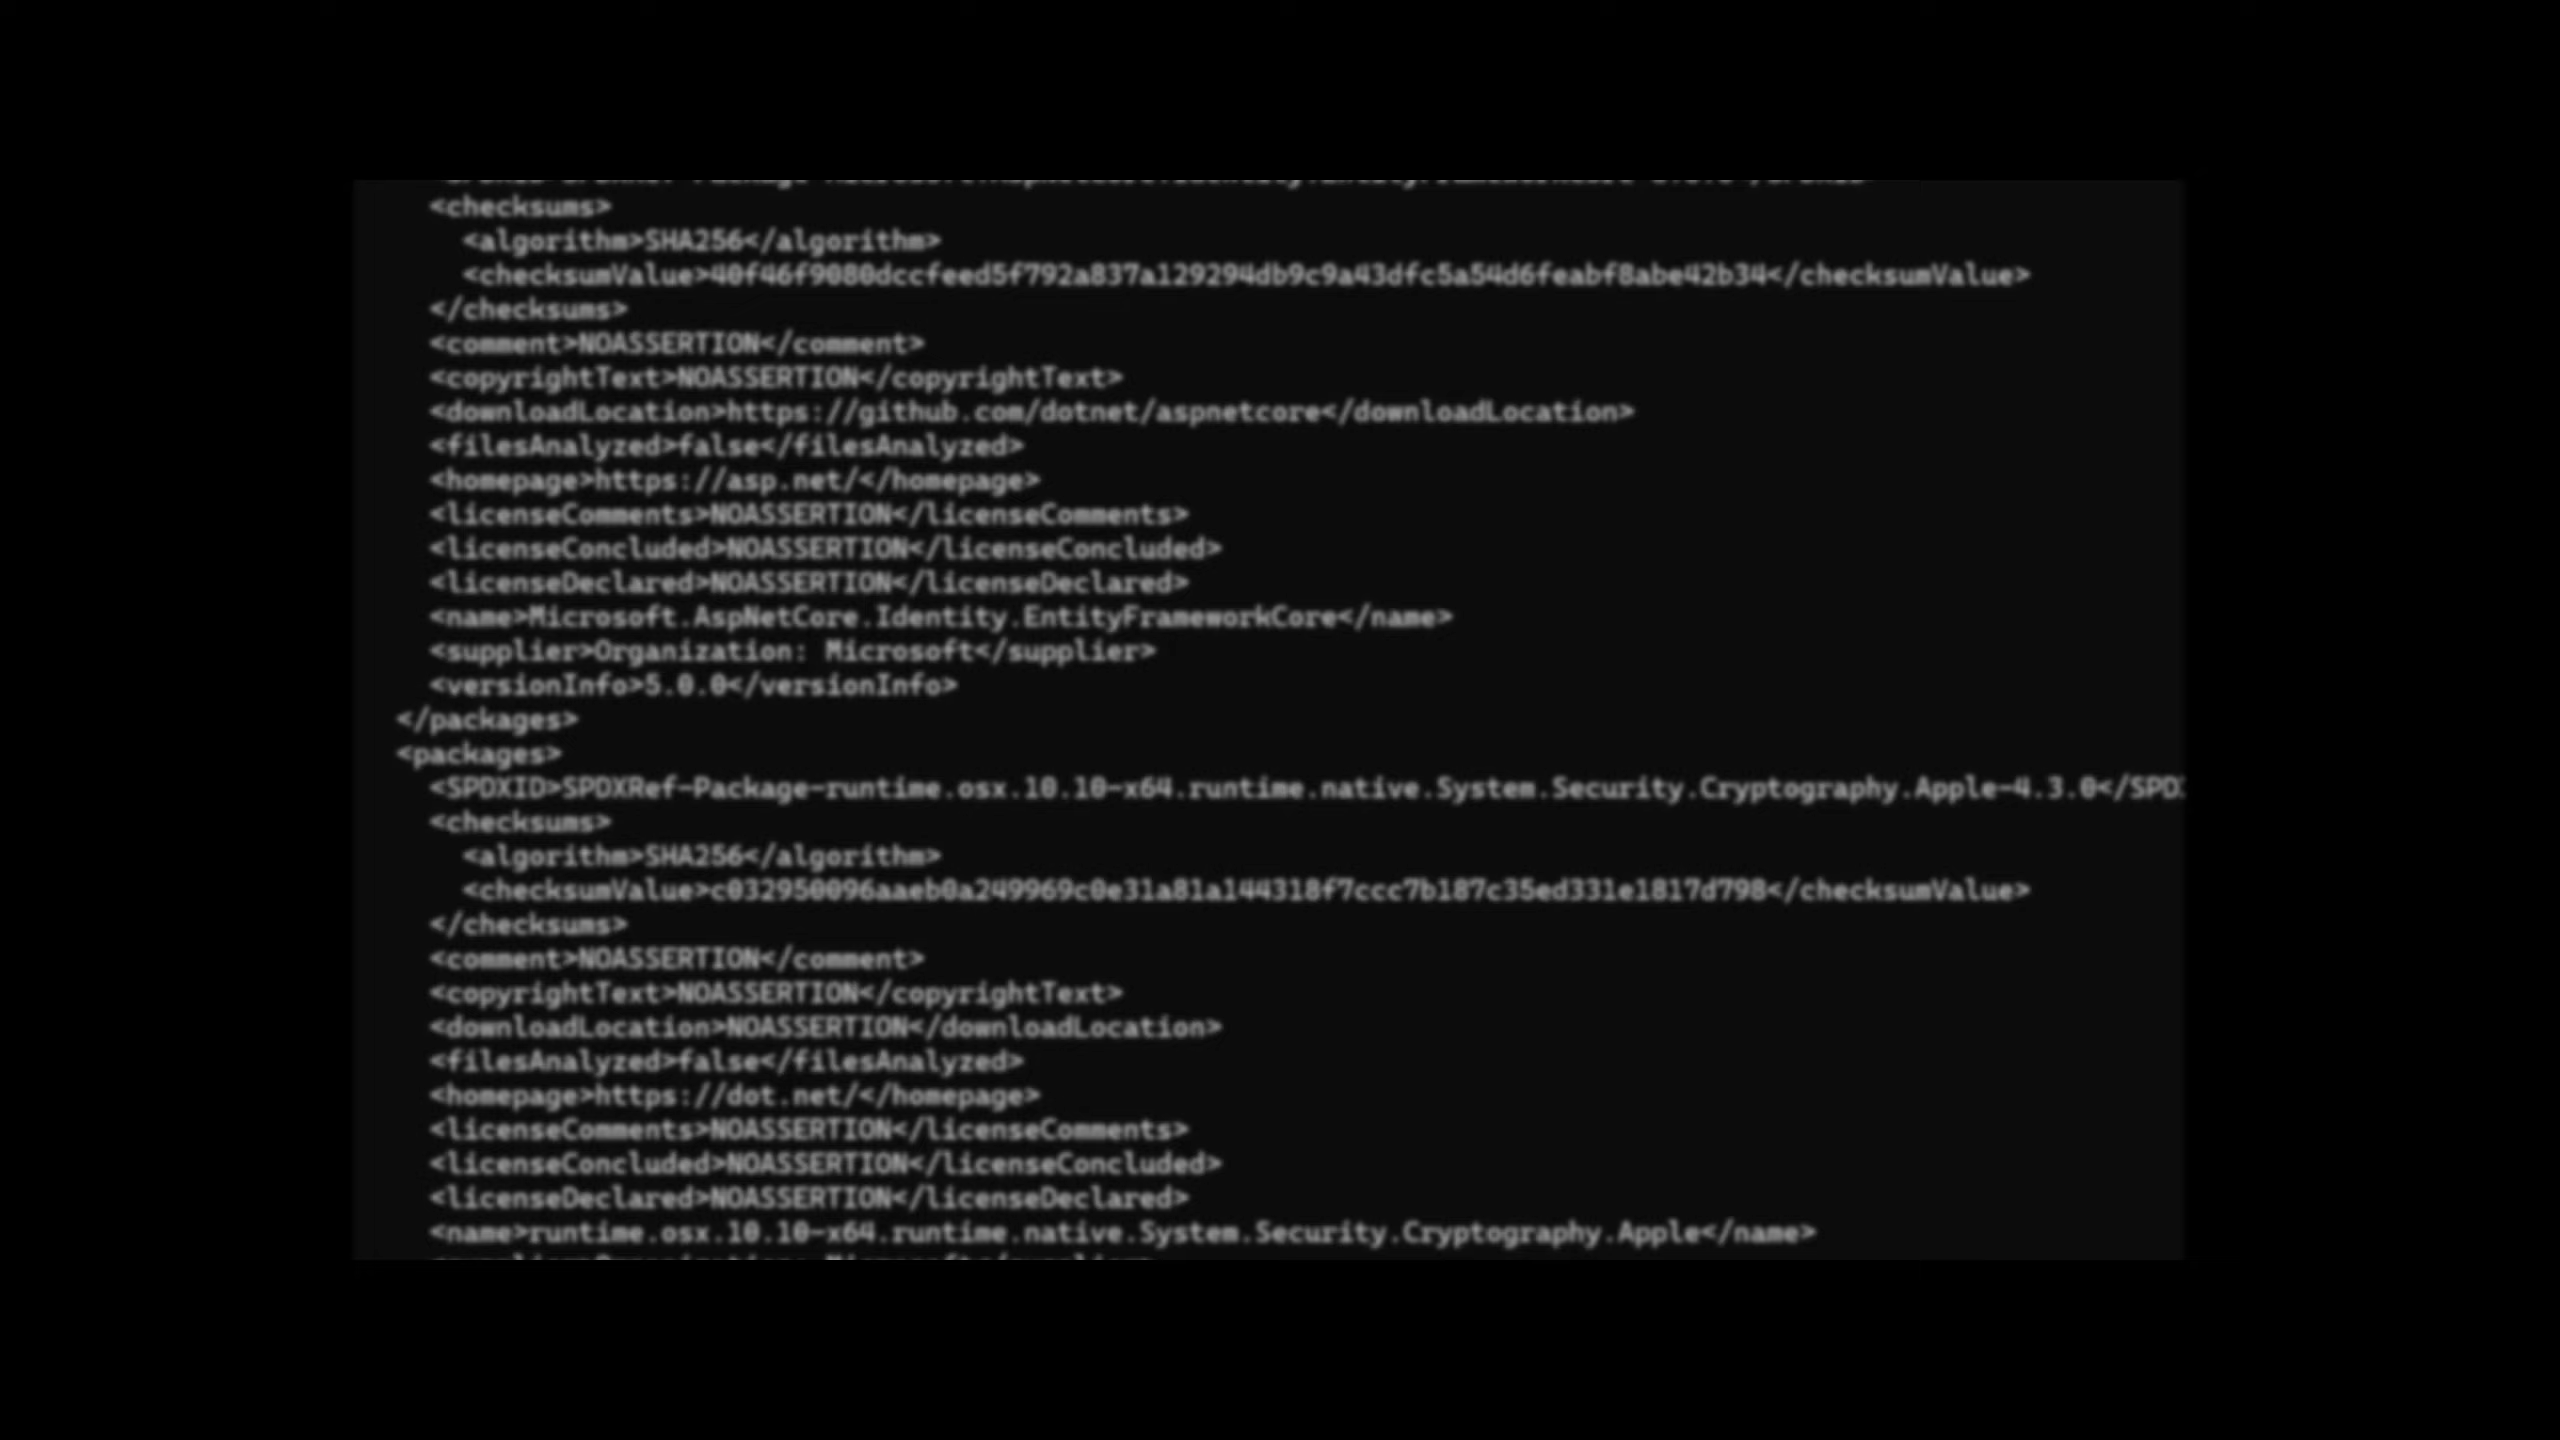 <checksums>
<algorithm>SHA256</algorithm>
<checksumValue>40f46f9080dccfeed5f792a837a129294db9c9a43dfc5a54d6feabf8abe42b34</checksumValue>
</checksums>
<comment>NOASSERTION</comment>
<copyrightText>NOASSERTION</copyrightText>
<downloadLocation>https://github.com/dotnet/aspnetcore</downloadLocation>
<filesAnalyzed>false</filesAnalyzed>
<homepage>https://asp.net/</homepage>
<licenseComments>NOASSERTION</licenseComments>
<licenseConcluded>NOASSERTION</licenseConcluded>
<licenseDeclared>NOASSERTION</licenseDeclared>
<name>Microsoft.AspNetCore.Identity.EntityFrameworkCore</name>
<supplier>Organization: Microsoft</supplier>
<versionInfo>5.0.0</versionInfo>
</packages>
<packages>
<SPDXID>SPDXRef-Package-runtime.osx.10.10-x64.runtime.native.System.Security.Cryptography.Apple-4.3.0</SPD
<checksums>
<algorithm>SHA256</algorithm>
<checksumValue>c032950096aaeb0a249969c0e31a81a144318f7ccc7b187c35ed331e1817d798</checksumValue>
</checksums>
<comment>NOASSERTION</comment>
<copyrightText>NOASSERTION</copyrightText>
<downloadLocation>NOASSERTION</downloadLocation>
<filesAnalyzed>false</filesAnalyzed>
<homepage>https://dot.net/</homepage>
<licenseComments>NOASSERTION</licenseComments>
<licenseConcluded>NOASSERTION</licenseConcluded>
<licenseDeclared>NOASSERTION</licenseDeclared>
<name>runtime.osx.10.10-x64.runtime.native.System.Security.Cryptography.Apple</name>